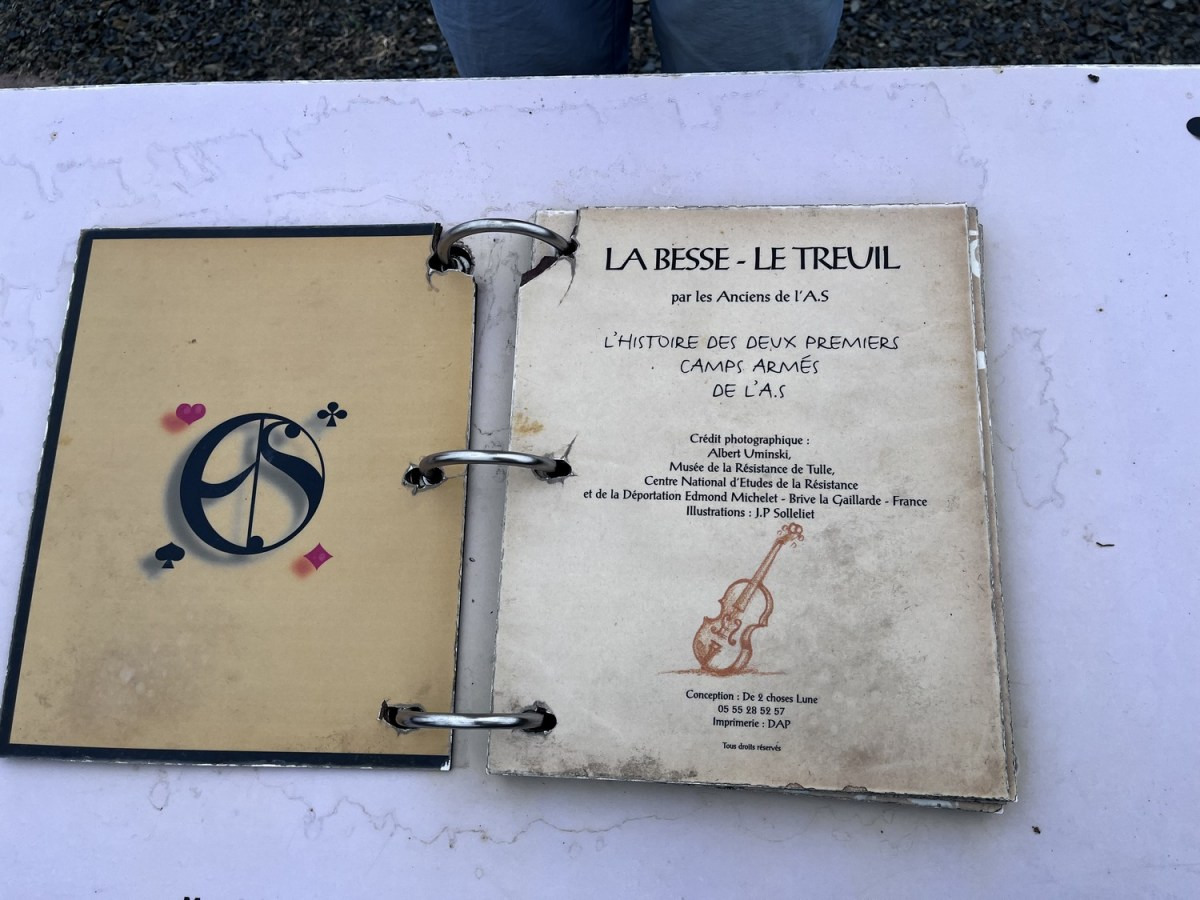 LA BESSE - LE TREUIL
par les Anciens de l'A.S
L'HISTOIRE DES DEUX PREMIERS
CAMPS ARMÉS
DE L'A.S
Crédit photographique :
Albert Uminski,
Musée de la Résistance de Tulle,
Centre National d'Etudes de la Résistance
et de la Déportation Edmond Michelet - Brive la Gaillarde - France
Illustrations : J.P Solleliet
Conception : De 2 choses Lune
05 55 28 52 57
Imprimerie : DAP
Tous droits réservés